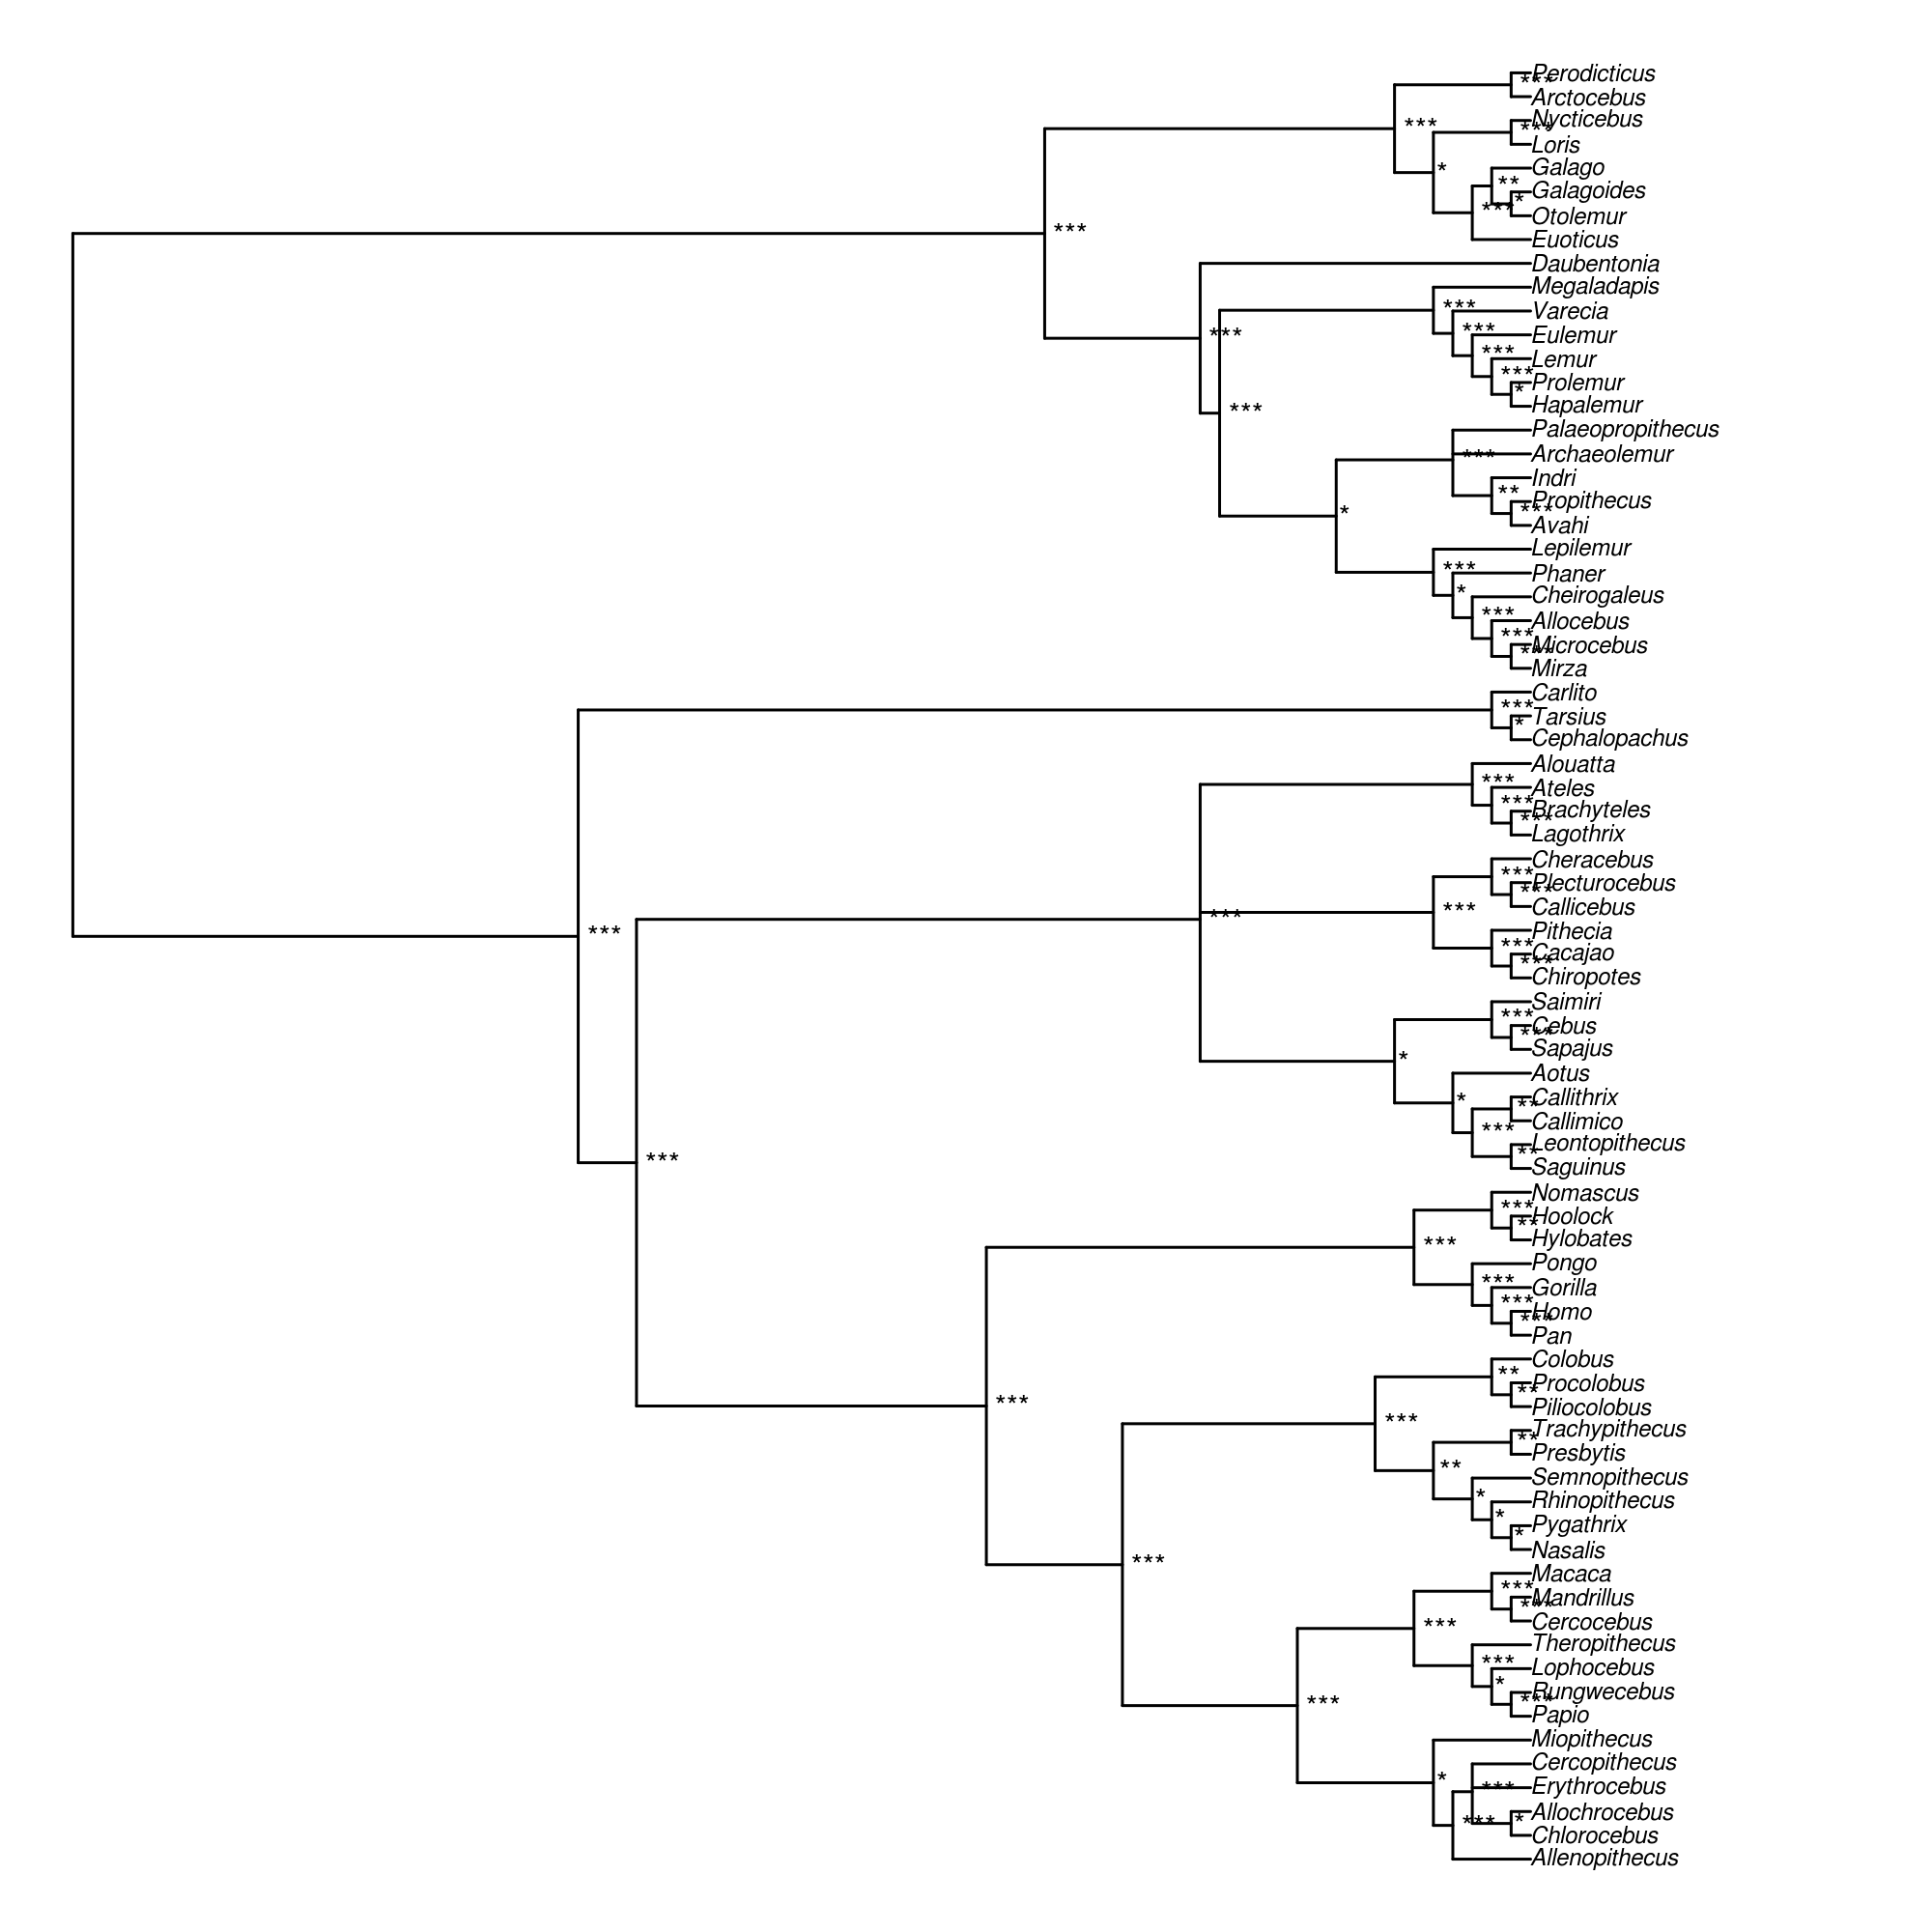 Perodicticus
***
Arctocebus
Nycticebus
***
***
Loris
Galago
*
**
Galagoides
*
***
Otolemur
***
Euoticus
Daubentonia
Megaladapis
***
Varecia
***
***
Eulemur
***
Lemur
***
Prolemur
*
Hapalemur
***
Palaeopropithecus
***
Archaeolemur
Indri
**
Propithecus
***
*
Avahi
Lepilemur
***
Phaner
*
Cheirogaleus
***
Allocebus
***
Microcebus
***
Mirza
Carlito
***
Tarsius
*
Cephalopachus
Alouatta
***
Ateles
***
Brachyteles
***
Lagothrix
Cheracebus
***
Plecturocebus
***
Callicebus
***
***
***
Pithecia
***
Cacajao
***
Chiropotes
Saimiri
***
Cebus
***
Sapajus
*
Aotus
*
Callithrix
**
Callimico
***
Leontopithecus
**
***
Saguinus
Nomascus
***
Hoolock
**
Hylobates
***
Pongo
***
Gorilla
***
Homo
***
Pan
Colobus
**
Procolobus
**
***
Piliocolobus
***
Trachypithecus
**
Presbytis
**
Semnopithecus
*
Rhinopithecus
*
Pygathrix
*
Nasalis
***
Macaca
***
Mandrillus
***
Cercocebus
***
Theropithecus
***
Lophocebus
*
Rungwecebus
***
***
Papio
Miopithecus
Cercopithecus
*
***
Erythrocebus
Allochrocebus
*
***
Chlorocebus
Allenopithecus